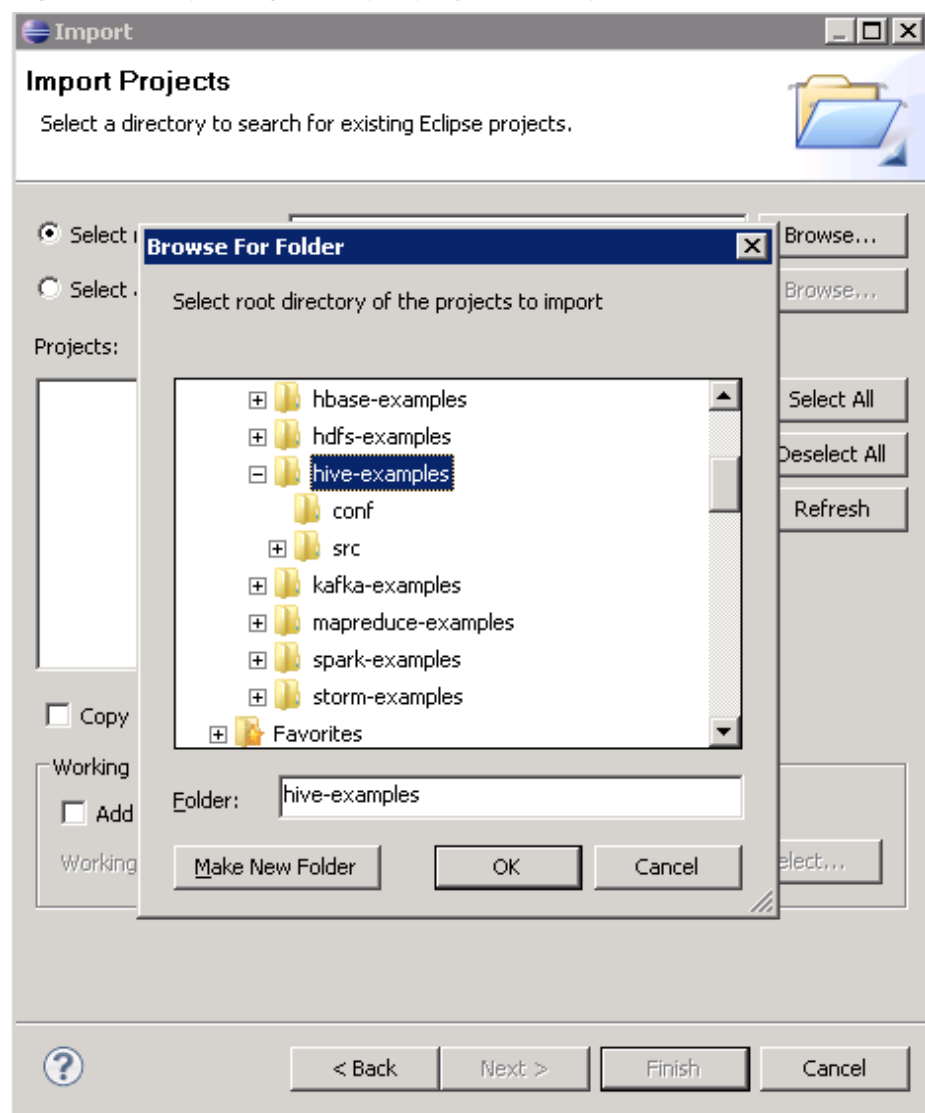 Import
Import Projects
Select a directory to search for existing Eclipse projects.
Select
Browse...
Browse For Folder
Select
Browse...
Select root directory of the projects to import
Projects:
hbase-examples
Select All
hdfs-examples
Deselect All
hive-examples
conf
Refresh
src
kafka-examples
mapreduce-examples
spark-examples
storm-examples
Copy
Favorites
Working
Folder: hive-examples
Add
Working
Make New Folder
OK
Cancel
elect...
?
< Back
Next >
Finish
Cancel